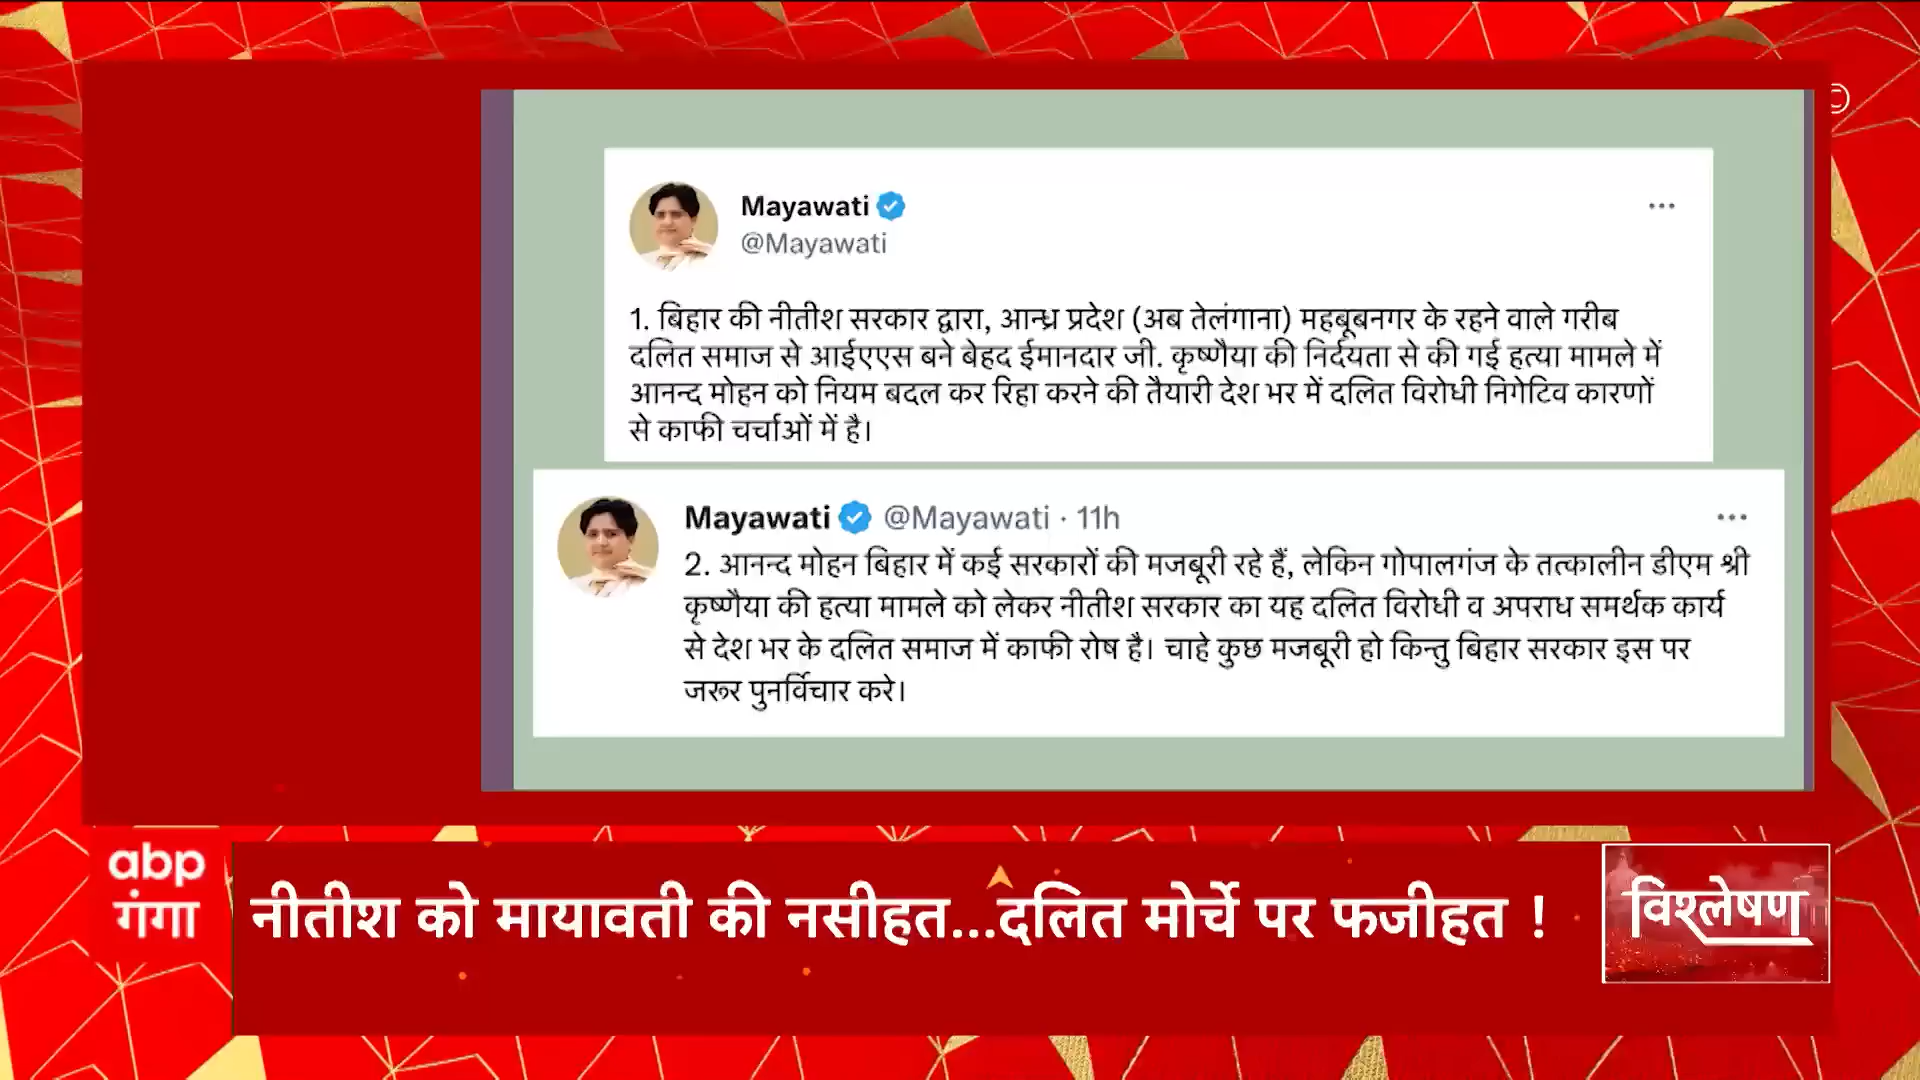 ©
Mayawati
@Mayawati
1. बिहार की नीतीश सरकार द्वारा, आन्ध्र प्रदेश (अब तेलंगाना) महबूबनगर के रहने वाले गरीब
दलित समाज से आईएएस बने बेहद ईमानदार जी. कृष्णैया की निर्दयता से की गई हत्या मामले में
आनन्द मोहन को नियम बदल कर रिहा करने की तैयारी देश भर में दलित विरोधी निगेटिव कारणों
से काफी चर्चाओं में है।
Mayawati @Mayawati · 11h
2. आनन्द मोहन बिहार में कई सरकारों की मजबूरी रहे हैं, लेकिन गोपालगंज के तत्कालीन डीएम श्री
कृष्णैया की हत्या मामले को लेकर नीतीश सरकार का यह दलित विरोधी व अपराध समर्थक कार्य
से देश भर के दलित समाज में काफी रोष है। चाहे कुछ मजबूरी हो किन्तु बिहार सरकार इस पर
जरूर पुनर्विचार करे।
abp
गंगा
नीतीश को मायावती की नसीहत...दलित मोर्चे पर फजीहत !
विश्लेषण